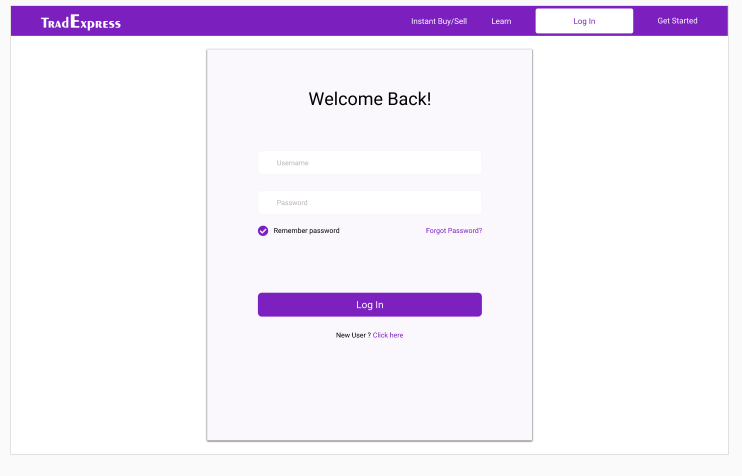 TRADEXPRESS
Instant Buy/Sell
Learn
Log In
Get Started
Welcome Back!
Username
Password
Remember password
Forgot Password?
Log In
New User ? Click here